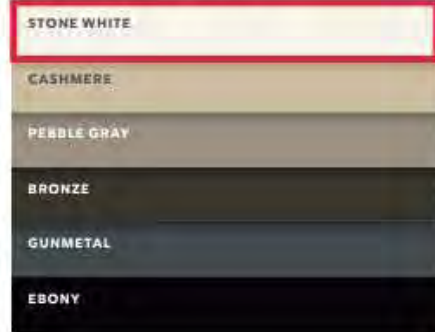 STONE WHITE
CASHMERE
PEBBLE GRAY
BRONZE
GUNMETAL
EBONY